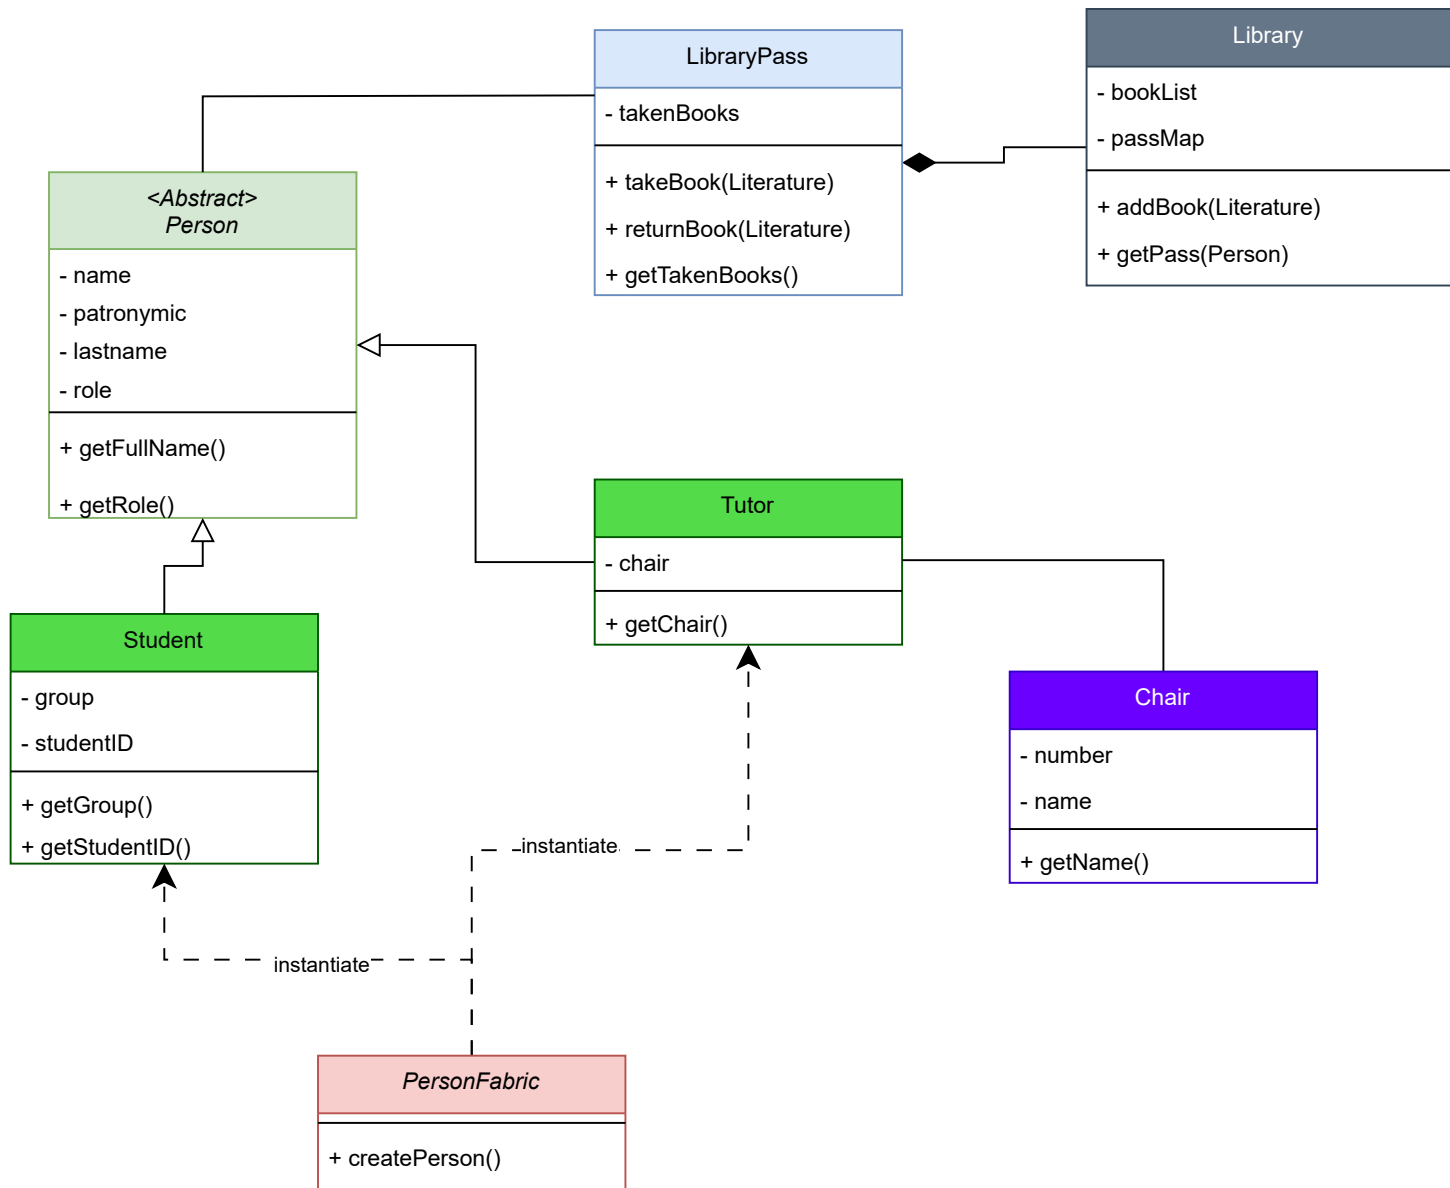 LibraryPass
- takenBooks
+ takeBook(Literature)
+ returnBook(Literature)
+ getTakenBooks()
Library
- bookList
- passMap
+ addBook(Literature)
+ getPass(Person)
<Abstract>
Person
- name
- patronymic
- lastname
- role
+ getFullName()
+ getRole()
Tutor
- chair
+ getChair()
Student
- group
- studentID
+ getGroup()
+ getStudentID()
Chair
- number
- name
+ getName()
instantiate
instantiate
PersonFabric
+ createPerson()